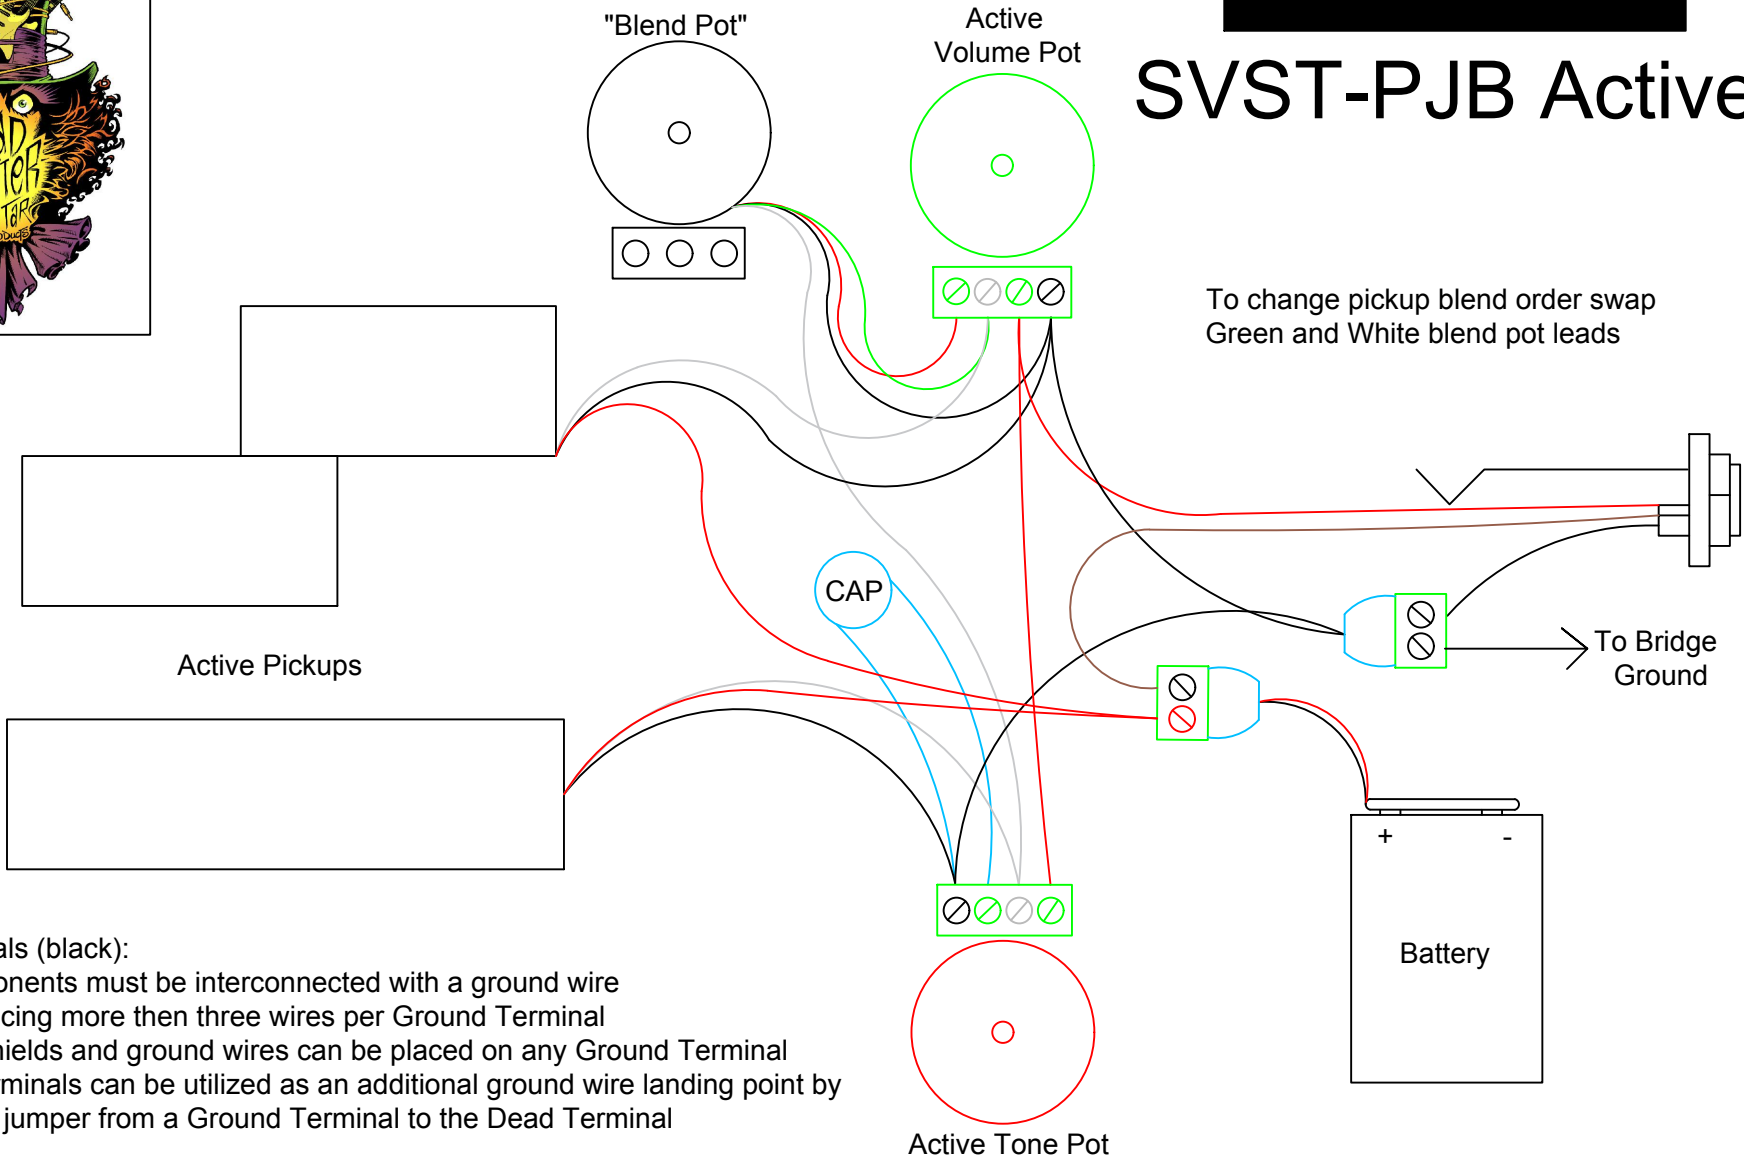 "Blend Pot"
Active
Volume Pot
SVST-PJB Active
To change pickup blend order swap
Green and White blend pot leads
CAP
Active Pickups
To Bridge
Ground
+ -
Battery
als (black):
onents must be interconnected with a ground wire
cing more then three wires per Ground Terminal
hields and ground wires can be placed on any Ground Terminal
rminals can be utilized as an additional ground wire landing point by
jumper from a Ground Terminal to the Dead Terminal
Active Tone Pot